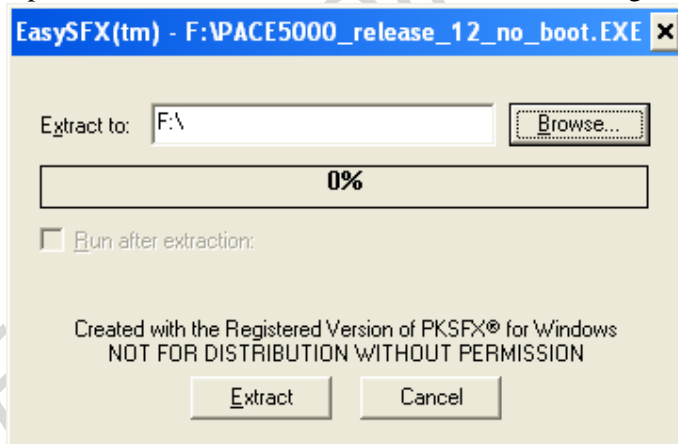 EasySFX(tm) - F:\PACE5000_release_12_no_boot.EXE
Extract to: F:\ Browse...
0%
Run after extraction:
Created with the Registered Version of PKSFX® for Windows
NOT FOR DISTRIBUTION WITHOUT PERMISSION
Extract Cancel